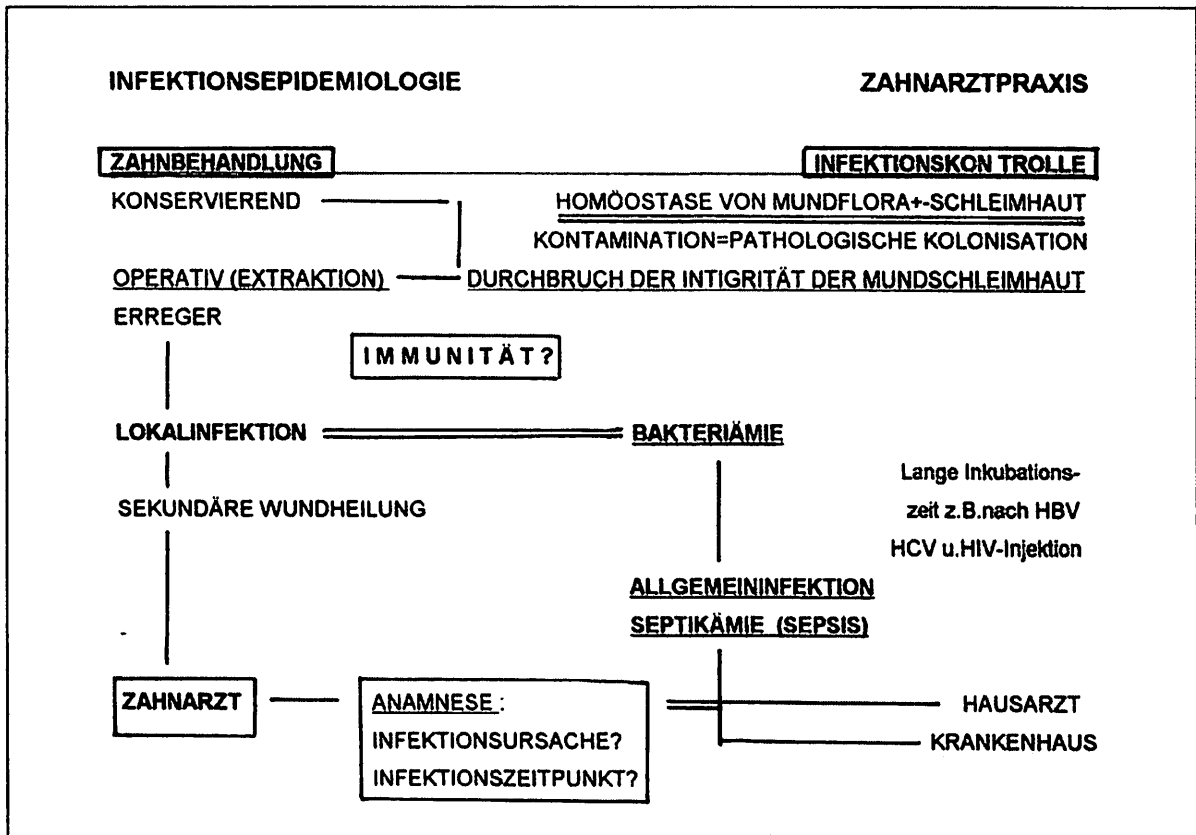 INFEKTIONSEPIDEMIOLOGIE ZAHNARZTPRAXIS
ZAHNBEHANDLUNG INFEKTIONSKON TROLLE
KONSERVIEREND HOMÖOSTASE VON MUNDFLORA+-SCHLEIMHAUT
KONTAMINATION=PATHOLOGISCHE KOLONISATION
OPERATIV (EXTRAKTION) DURCHBRUCH DER INTIGRITÄT DER MUNDSCHLEIMHAUT
ERREGER
IMMUNITÄT?
LOKALINFEKTION BAKTERIÄMIE
Lange Inkubations-
SEKUNDÄRE WUNDHEILUNG zeit z.B.nach HBV
HCV u.HIV-Injektion
ALLGEMEININFEKTION
SEPTIKÄMIE (SEPSIS)
ZAHNARZT ANAMNESE : HAUSARZT
INFEKTIONSURSACHE? KRANKENHAUS
INFEKTIONSZEITPUNKT?